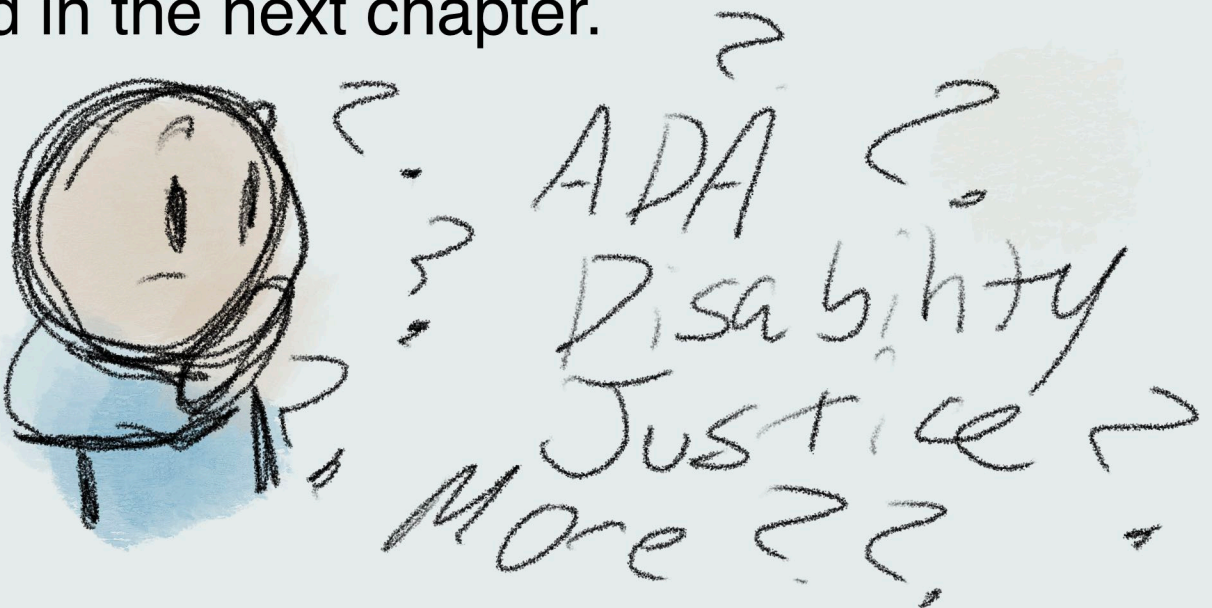 d in the next chapter.
?
? ADA ?
? Disability
? Justice ?
More ??